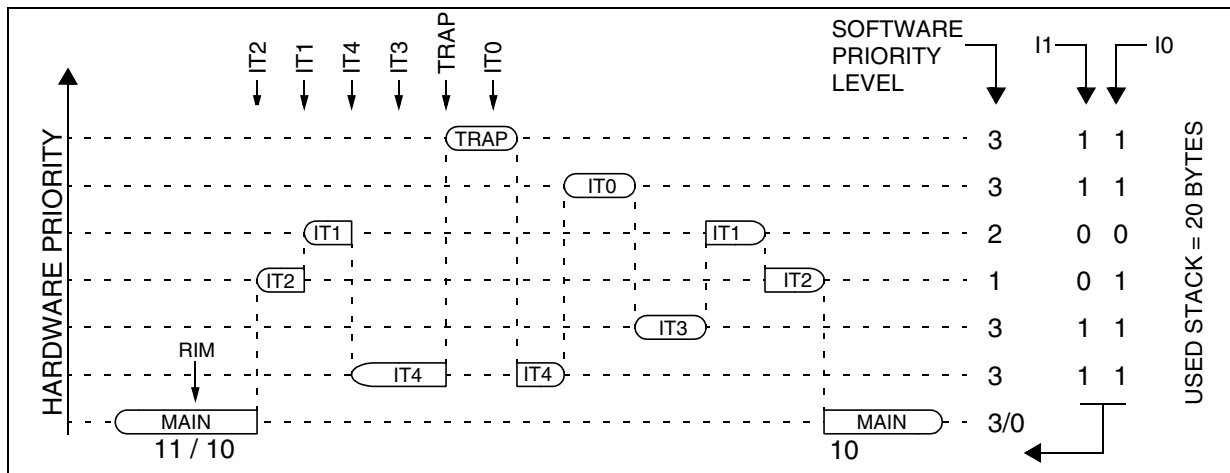 IT2
IT1
IT4
IT3
TRAP
IT0
SOFTWARE
PRIORITY
LEVEL
I1
I0
HARDWARE PRIORITY
USED STACK = 20 BYTES
TRAP
3
1 1
IT0
3
1 1
IT1
IT1
2
0 0
IT2
IT2
1
0 1
IT3
3
1 1
RIM
IT4
IT4
3
1 1
MAIN
MAIN
3/0
11 / 10
10